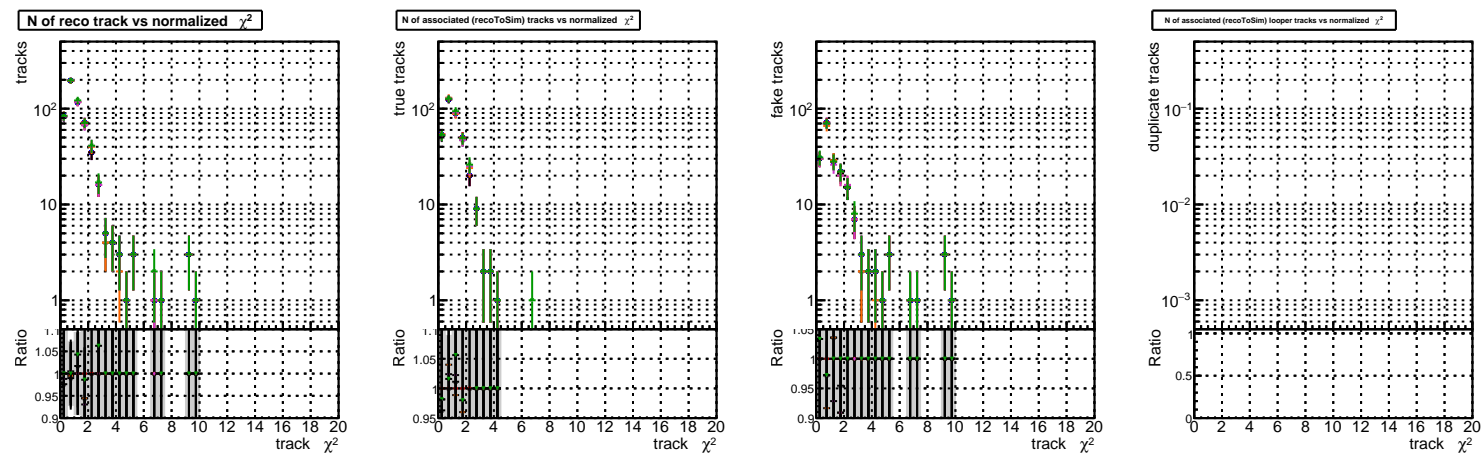 N of reco track vs normalized χ²
tracks
10²
10
1
Ratio
1.1
1.05
1
0.95
0.9
0 2 4 6 8 10 12 14 16 18 20
track χ²
N of associated (recoToSim) tracks vs normalized χ²
true tracks
10²
10
1
Ratio
1.05
1
0.95
0 2 4 6 8 10 12 14 16 18 20
track χ²
fake tracks
10²
10
1
Ratio
1.05
1
0.95
0.9
0 2 4 6 8 10 12 14 16 18 20
track χ²
N of associated (recoToSim) looper tracks vs normalized χ²
duplicate tracks
10⁻¹
10⁻²
10⁻³
Ratio
1
0.5
0
0 2 4 6 8 10 12 14 16 18 20
track χ²